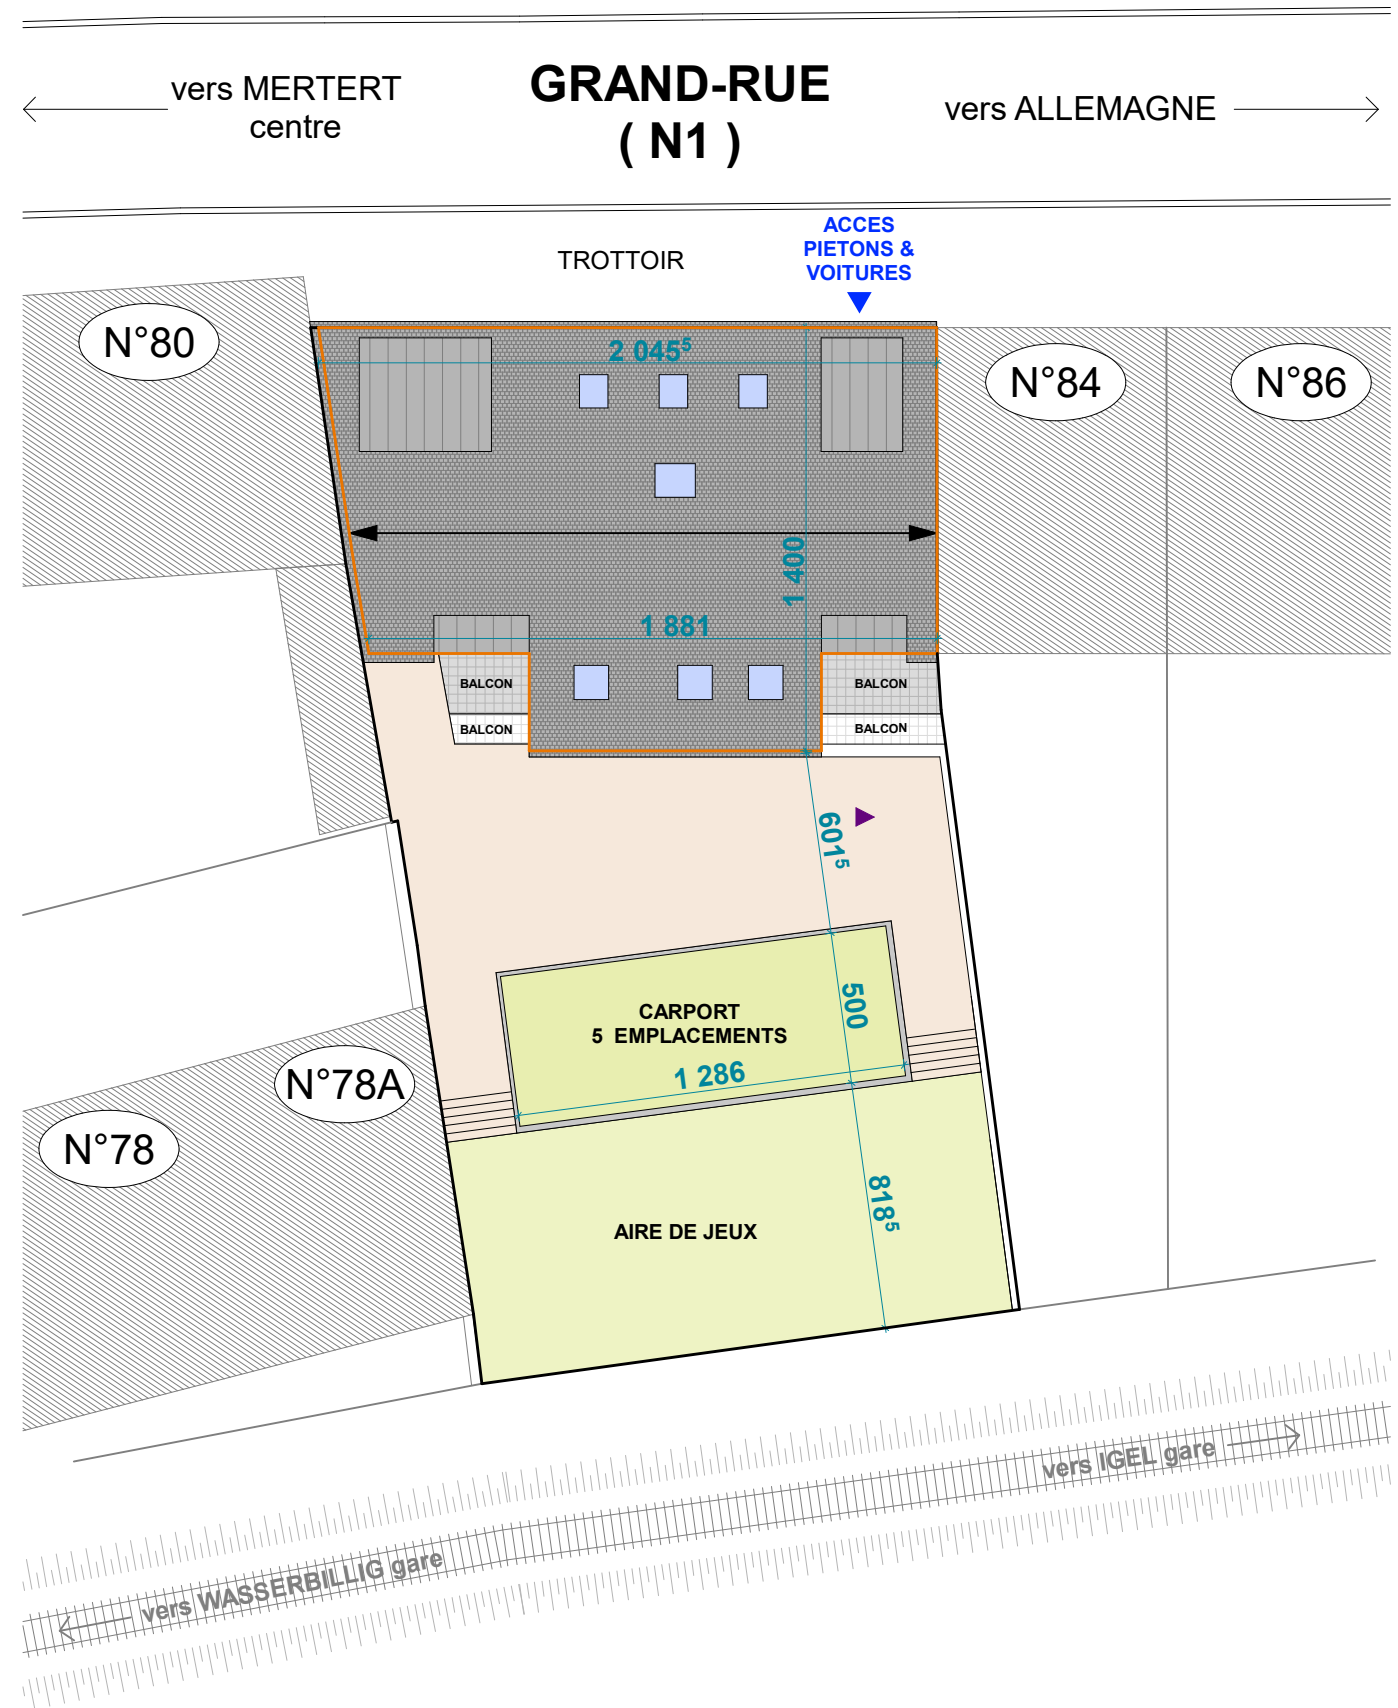 vers MERTERT
centre
GRAND-RUE
( N1 )
vers ALLEMAGNE
TROTTOIR
ACCES
PIETONS &
VOITURES
N°80
2 045⁵
N°84
N°86
1 400
1 881
BALCON
BALCON
BALCON
BALCON
601⁵
CARPORT
5 EMPLACEMENTS
500
1 286
N°78A
N°78
818⁵
AIRE DE JEUX
vers IGEL gare
vers WASSERBILLIG gare